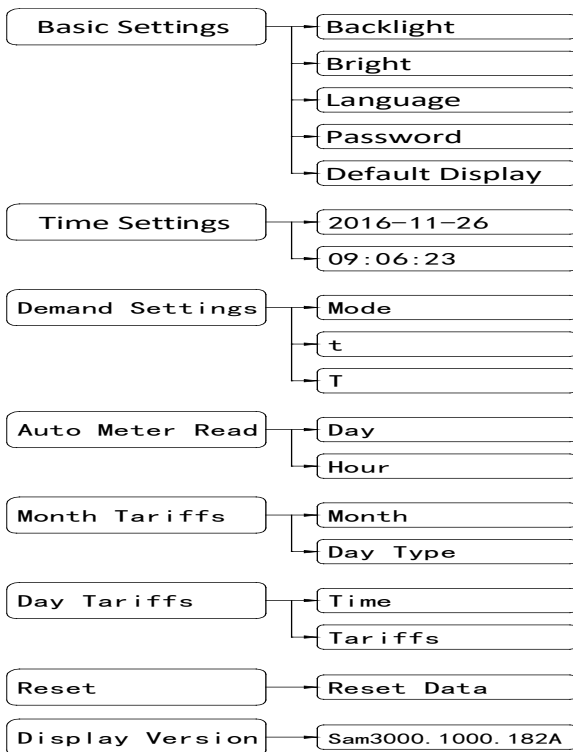 Basic Settings
Backlight
Bright
Language
Password
Default Display
Time Settings
2016-11-26
09:06:23
Demand Settings
Mode
t
T
Auto Meter Read
Day
Hour
Month Tariffs
Month
Day Type
Day Tariffs
Time
Tariffs
Reset
Reset Data
Display Version
Sam3000.1000.182A